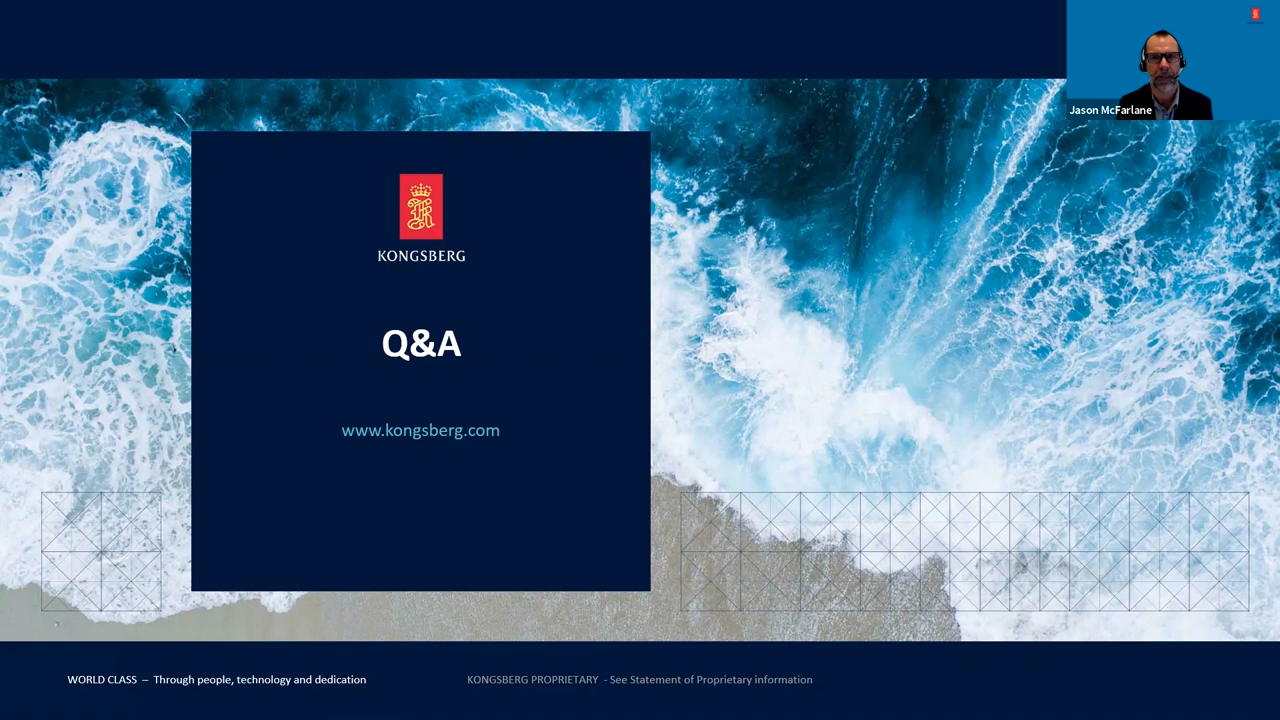 Jason McFarlane
KONGSBERG
Q&A
www.kongsberg.com
WORLD CLASS – Through people, technology and dedication
KONGSBERG PROPRIETARY - See Statement of Proprietary information